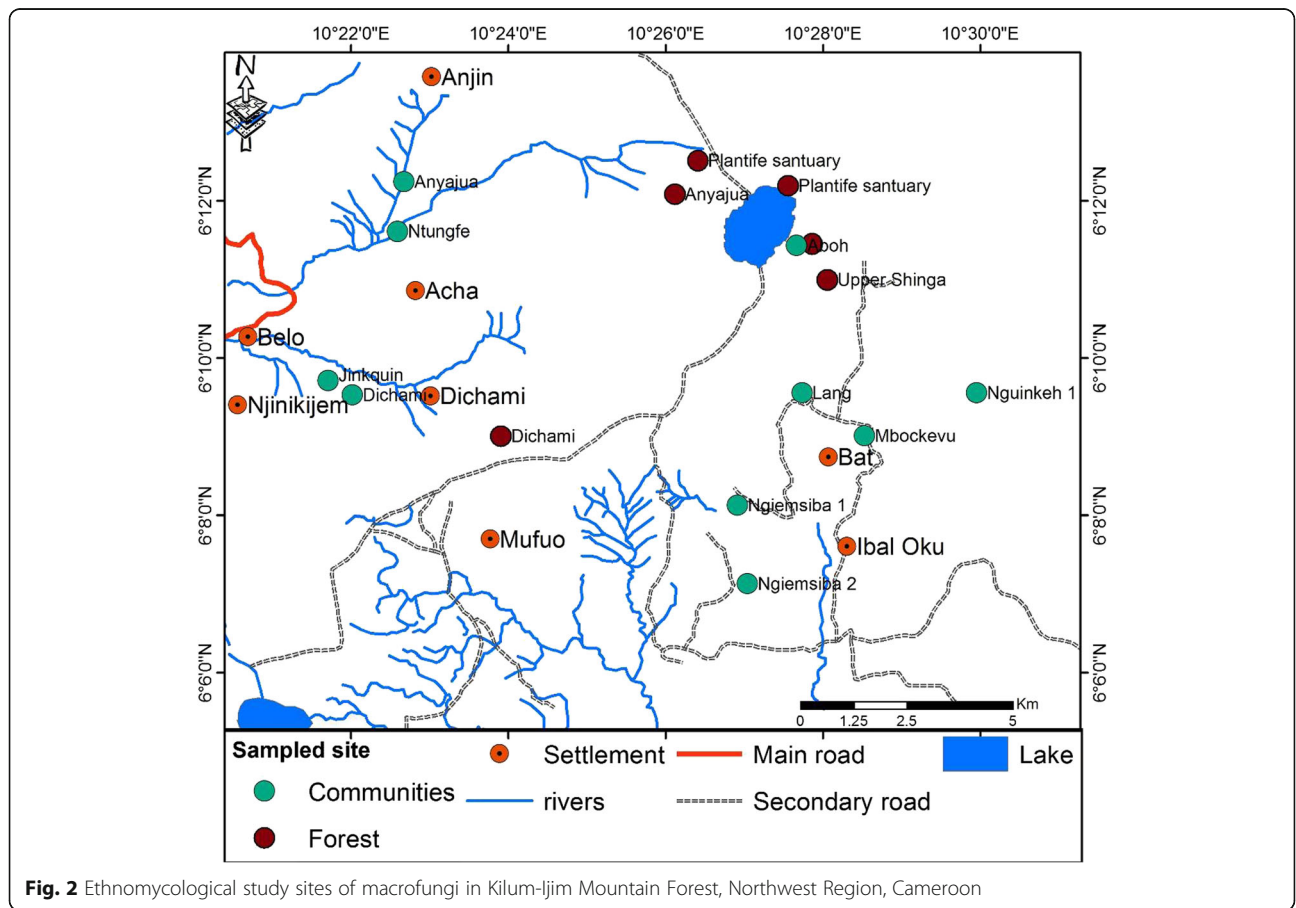 10°22'0"E 10°24'0"E 10°26'0"E 10°28'0"E 10°30'0"E
N
Anjin
Plantife santuary
Anyajua
Anyajua
Plantife santuary
6°12'0"N
6°12'0"N
Ntungfe
Aboh
Upper Shinga
Acha
Belo
6°10'0"N
6°10'0"N
Jinkquin
Dichami
Dichami
Njinikijem
Lang
Nguinkeh 1
Dichami
Mbockevu
Bat
Ngiemsiba 1
6°8'0"N
6°8'0"N
Mufuo
Ibal Oku
Ngiemsiba 2
6°6'0"N
6°6'0"N
Km
0 1.25 2.5 5
Sampled site
Settlement
Main road
Lake
Communities
rivers
Secondary road
Forest
Fig. 2 Ethnomycological study sites of macrofungi in Kilum-Ijim Mountain Forest, Northwest Region, Cameroon